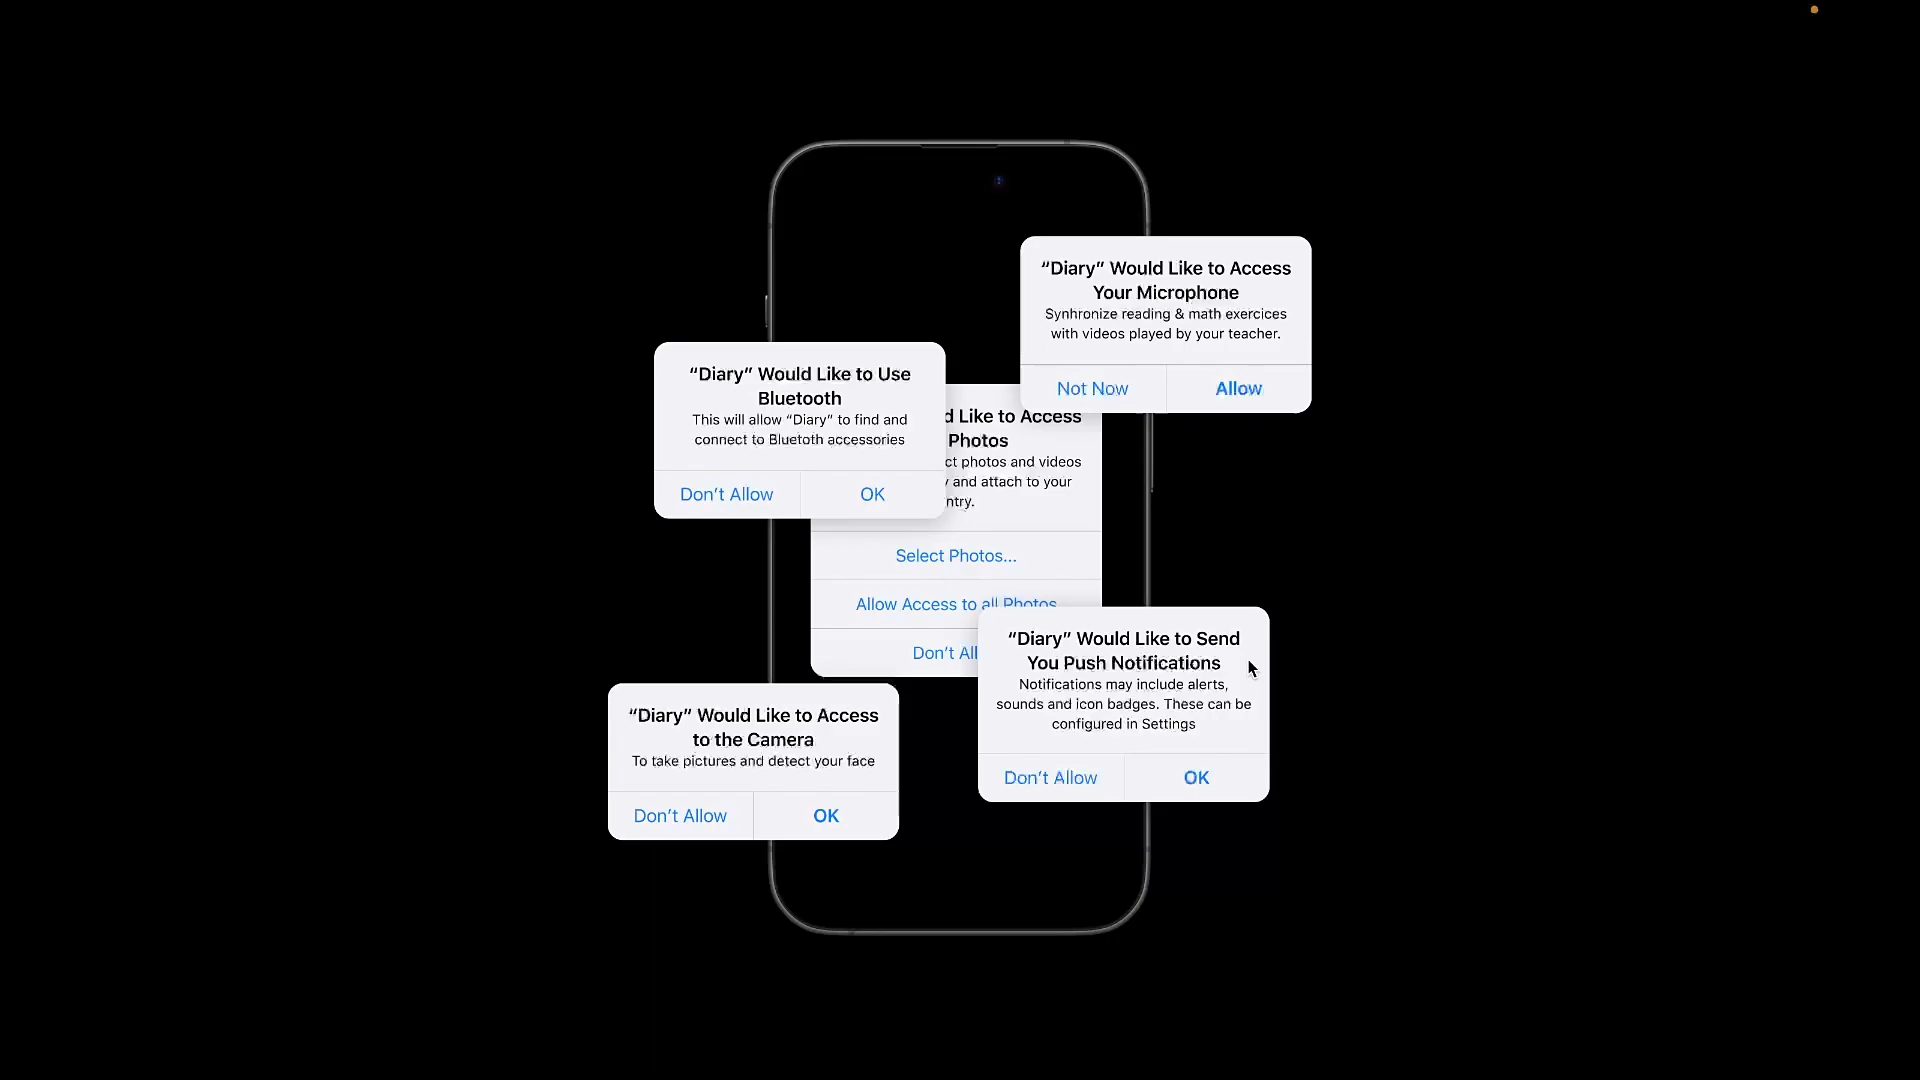 “Diary” Would Like to Access
Your Microphone
Synhronize reading & math exercices
with videos played by your teacher.
Not Now Allow
“Diary” Would Like to Use
Bluetooth
This will allow “Diary” to find and
connect to Bluetoth accessories
Don’t Allow OK
d Like to Access
Photos
ct photos and videos
and attach to your
ntry.
Select Photos...
Allow Access to all Photos
Don’t All
“Diary” Would Like to Send
You Push Notifications
Notifications may include alerts,
sounds and icon badges. These can be
configured in Settings
Don’t Allow OK
“Diary” Would Like to Access
to the Camera
To take pictures and detect your face
Don’t Allow OK